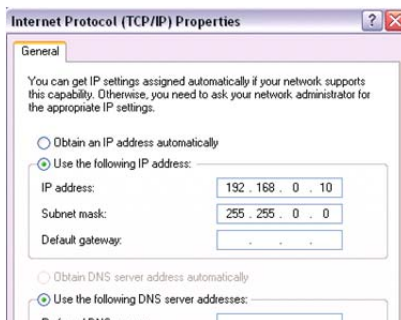 Internet Protocol (TCP/IP) Properties
General
You can get IP settings assigned automatically if your network supports
this capability. Otherwise, you need to ask your network administrator for
the appropriate IP settings.
Obtain an IP address automatically
Use the following IP address:
IP address: 192 . 168 . 0 . 10
Subnet mask: 255 . 255 . 0 . 0
Default gateway: . . .
Obtain DNS server address automatically
Use the following DNS server addresses: